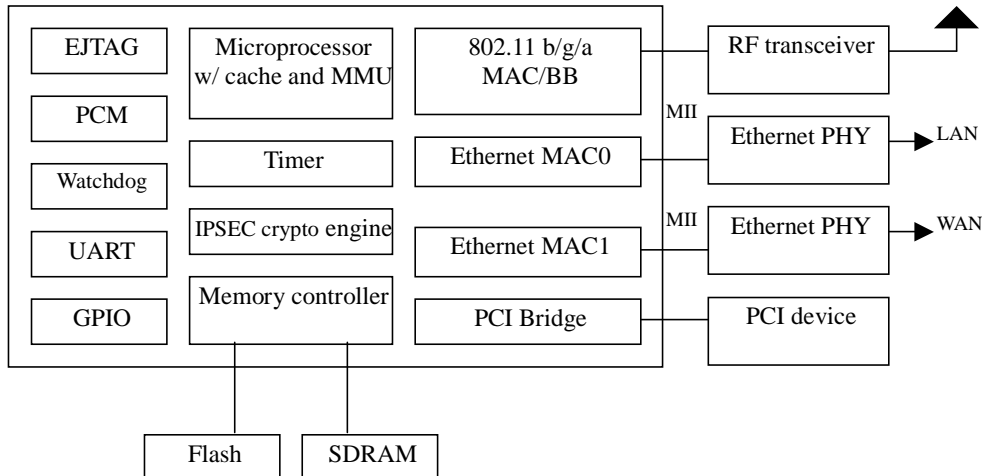 EJTAG
PCM
Watchdog
UART
GPIO
Microprocessor
w/ cache and MMU
Timer
IPSEC crypto engine
Memory controller
802.11 b/g/a
MAC/BB
Ethernet MAC0
Ethernet MAC1
PCI Bridge
MII
MII
RF transceiver
Ethernet PHY
LAN
Ethernet PHY
WAN
PCI device
Flash
SDRAM